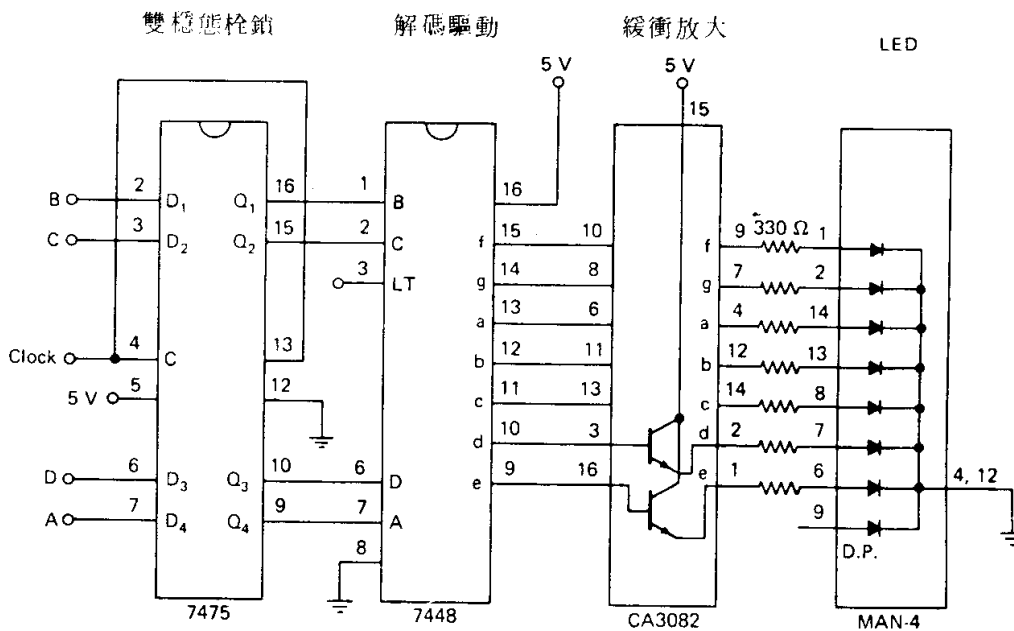 雙穩態栓鎖 解碼驅動 緩衝放大 LED
5 V 5 V
15
B 2 D₁ Q₁ 16 1 B 16
C 3 D₂ Q₂ 15 2 C f 15 10 f 9 330 Ω 1
3 LT g 14 8 g 7 2
a 13 6 a 4 14
Clock 4 C 13 b 12 11 b 12 13
5 V 5 12 c 11 13 c 14 8
d 10 3 d 2 7
D 6 D₃ Q₃ 10 6 D e 9 16 e 1 6 4, 12
A 7 D₄ Q₄ 9 7 A 9
8 D.P.
7475 7448 CA3082 MAN-4